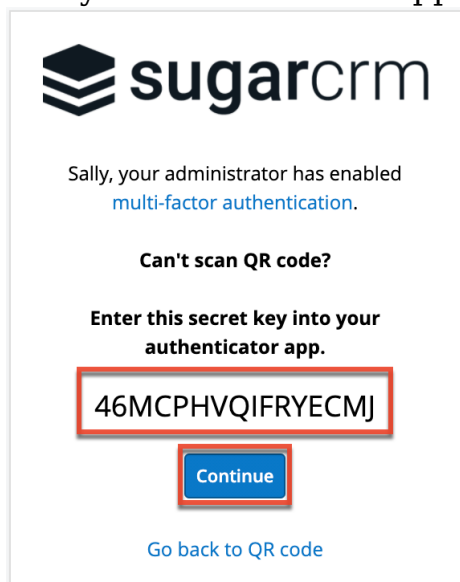 sugarcrm
Sally, your administrator has enabled
multi-factor authentication.
Can't scan QR code?
Enter this secret key into your
authenticator app.
46MCPHVQIFRYECMJ
Continue
Go back to QR code